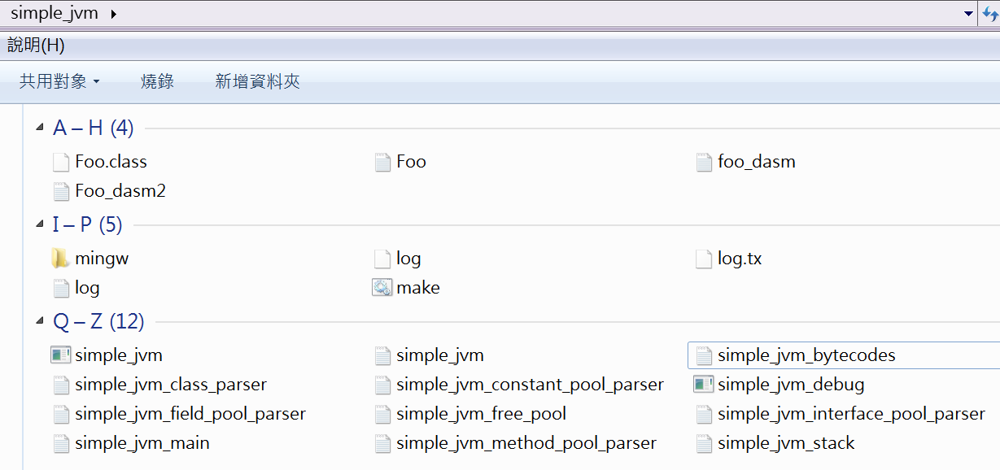 simple_jvm
說明(H)
共用對象 燒錄 新增資料夾
A – H (4)
Foo.class Foo foo_dasm
Foo_dasm2
I – P (5)
mingw log log.tx
log make
Q – Z (12)
simple_jvm simple_jvm simple_jvm_bytecodes
simple_jvm_class_parser simple_jvm_constant_pool_parser simple_jvm_debug
simple_jvm_field_pool_parser simple_jvm_free_pool simple_jvm_interface_pool_parser
simple_jvm_main simple_jvm_method_pool_parser simple_jvm_stack